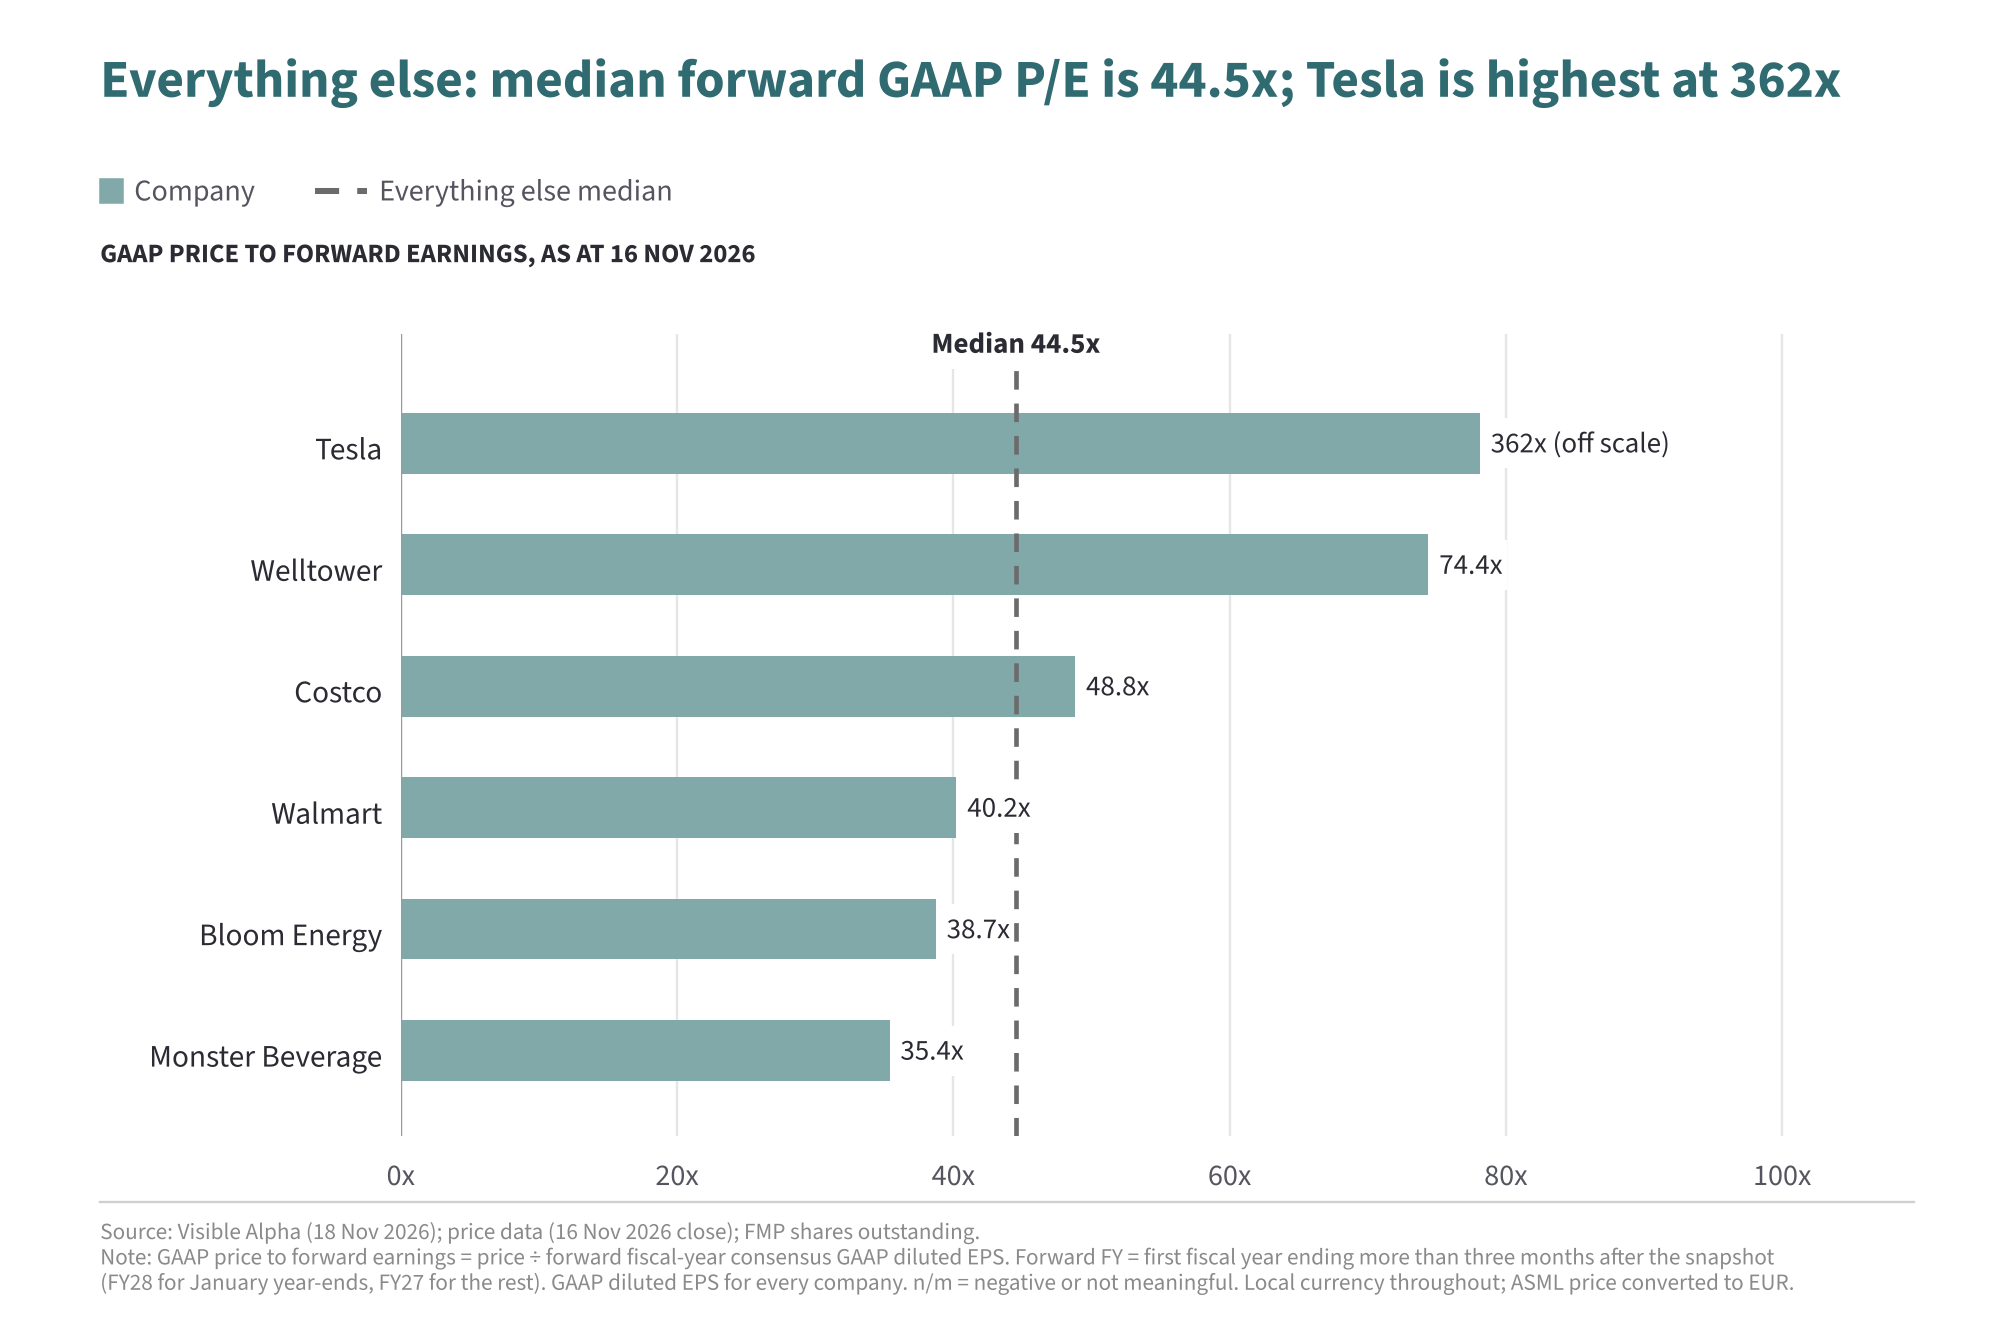 Everything else: median forward GAAP P/E is 44.5x; Tesla is highest at 362x
Company
Everything else median
GAAP PRICE TO FORWARD EARNINGS, AS AT 16 NOV 2026
Median 44.5x
Tesla
362x (off scale)
Welltower
74.4x
Costco
48.8x
Walmart
40.2x
Bloom Energy
38.7x
Monster Beverage
35.4x
0x
20x
40x
60x
80x
100x
Source: Visible Alpha (18 Nov 2026); price data (16 Nov 2026 close); FMP shares outstanding.
Note: GAAP price to forward earnings = price ÷ forward fiscal-year consensus GAAP diluted EPS. Forward FY = first fiscal year ending more than three months after the snapshot
(FY28 for January year-ends, FY27 for the rest). GAAP diluted EPS for every company. n/m = negative or not meaningful. Local currency throughout; ASML price converted to EUR.